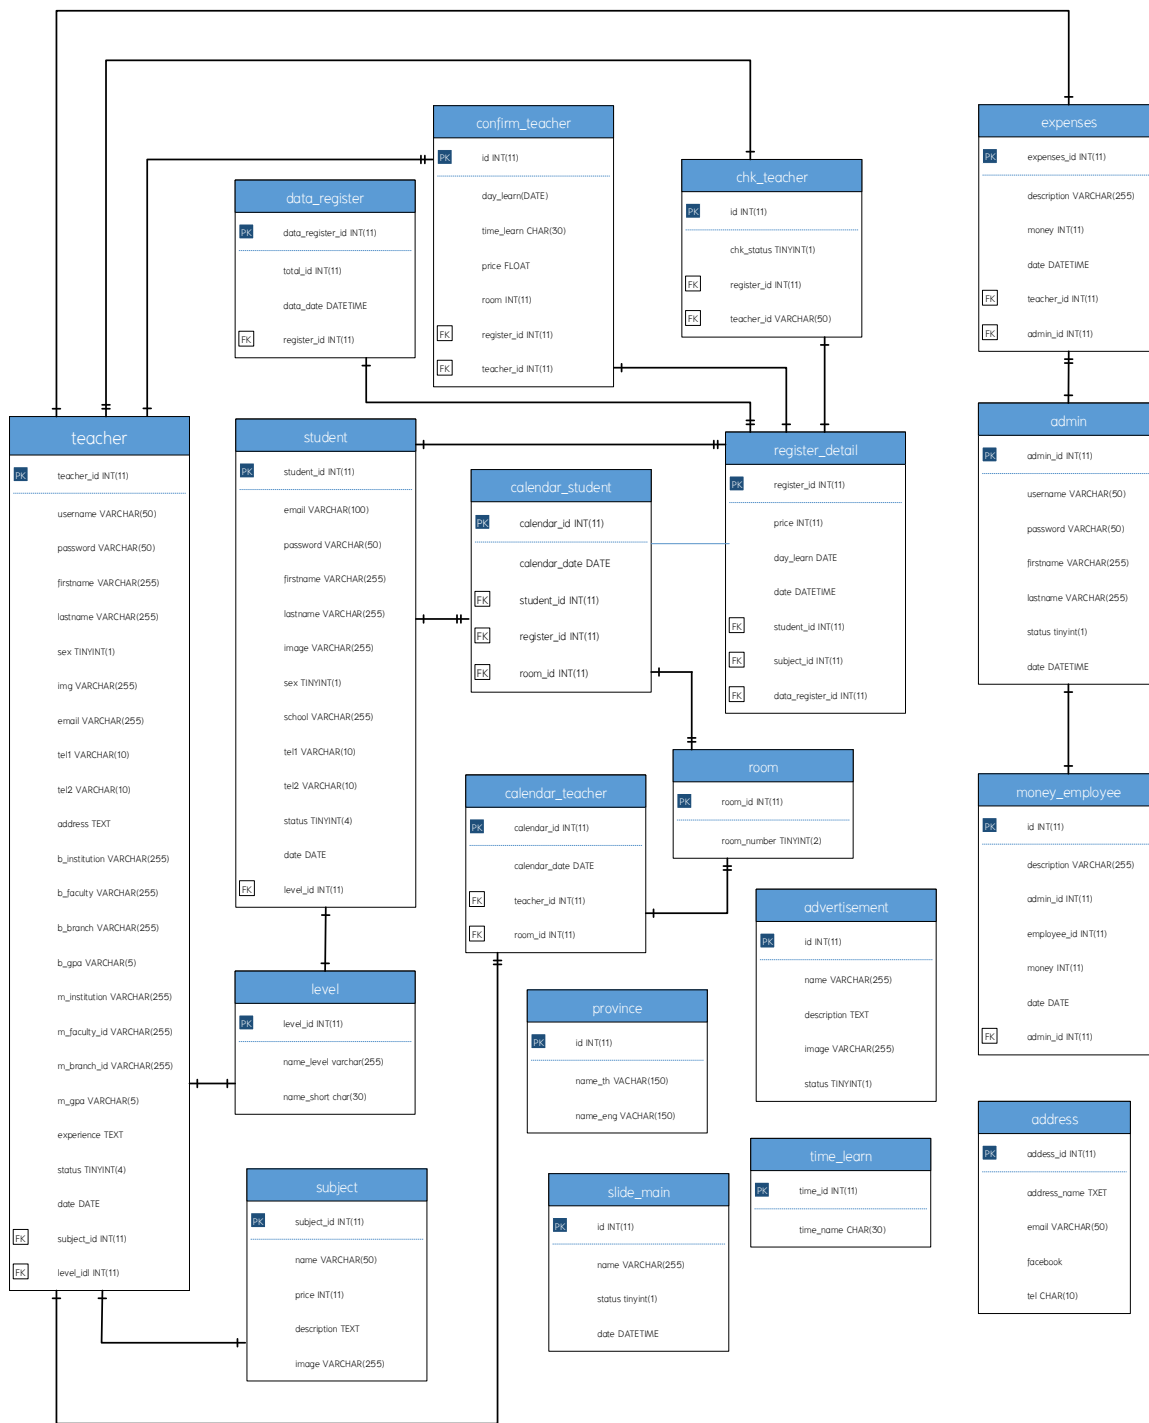 confirm_teacher
PK id INT(11)
day_learn(DATE)
time_learn CHAR(30)
price FLOAT
room INT(11)
FK register_id INT(11)
FK teacher_id INT(11)
expenses
PK expenses_id INT(11)
description VARCHAR(255)
money INT(11)
date DATETIME
FK teacher_id INT(11)
FK admin_id INT(11)
chk_teacher
PK id INT(11)
chk_status TINYINT(1)
FK register_id INT(11)
FK teacher_id VARCHAR(50)
data_register
PK data_register_id INT(11)
total_id INT(11)
data_date DATETIME
FK register_id INT(11)
teacher
PK teacher_id INT(11)
username VARCHAR(50)
password VARCHAR(50)
firstname VARCHAR(255)
lastname VARCHAR(255)
sex TINYINT(1)
img VARCHAR(255)
email VARCHAR(255)
tel1 VARCHAR(10)
tel2 VARCHAR(10)
address TEXT
b_institution VARCHAR(255)
b_faculty VARCHAR(255)
b_branch VARCHAR(255)
b_gpa VARCHAR(5)
m_institution VARCHAR(255)
m_faculty_id VARCHAR(255)
m_branch_id VARCHAR(255)
m_gpa VARCHAR(5)
experience TEXT
status TINYINT(4)
date DATE
FK subject_id INT(11)
FK level_idl INT(11)
student
PK student_id INT(11)
email VARCHAR(100)
password VARCHAR(50)
firstname VARCHAR(255)
lastname VARCHAR(255)
image VARCHAR(255)
sex TINYINT(1)
school VARCHAR(255)
tel1 VARCHAR(10)
tel2 VARCHAR(10)
status TINYINT(4)
date DATE
FK level_id INT(11)
calendar_student
PK calendar_id INT(11)
calendar_date DATE
FK student_id INT(11)
FK register_id INT(11)
FK room_id INT(11)
register_detail
PK register_id INT(11)
price INT(11)
day_learn DATE
date DATETIME
FK student_id INT(11)
FK subject_id INT(11)
FK data_register_id INT(11)
admin
PK admin_id INT(11)
username VARCHAR(50)
password VARCHAR(50)
firstname VARCHAR(255)
lastname VARCHAR(255)
status tinyint(1)
date DATETIME
room
PK room_id INT(11)
room_number TINYINT(2)
calendar_teacher
PK calendar_id INT(11)
calendar_date DATE
FK teacher_id INT(11)
FK room_id INT(11)
money_employee
PK id INT(11)
description VARCHAR(255)
admin_id INT(11)
employee_id INT(11)
money INT(11)
date DATE
FK admin_id INT(11)
advertisement
PK id INT(11)
name VARCHAR(255)
description TEXT
image VARCHAR(255)
status TINYINT(1)
level
PK level_id INT(11)
name_level varchar(255)
name_short char(30)
province
PK id INT(11)
name_th VACHAR(150)
name_eng VACHAR(150)
address
PK addess_id INT(11)
address_name TXET
email VARCHAR(50)
facebook
tel CHAR(10)
time_learn
PK time_id INT(11)
time_name CHAR(30)
subject
PK subject_id INT(11)
name VARCHAR(50)
price INT(11)
description TEXT
image VARCHAR(255)
slide_main
PK id INT(11)
name VARCHAR(255)
status tinyint(1)
date DATETIME